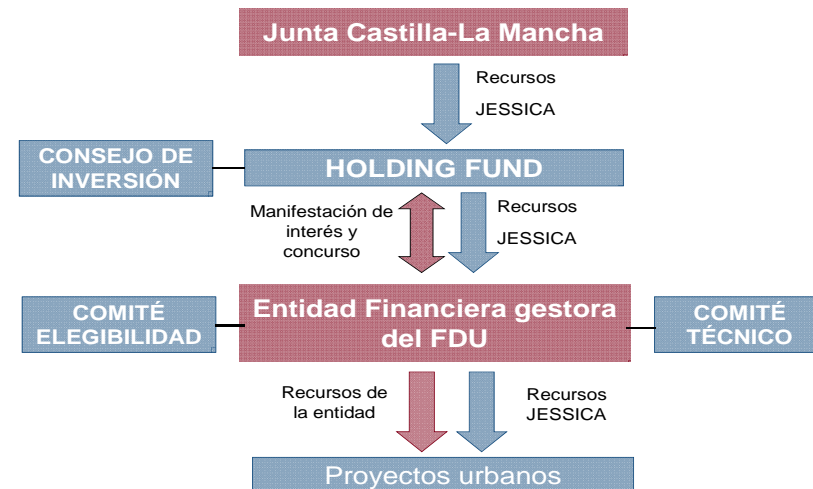 Junta Castilla-La Mancha
Recursos
JESSICA
CONSEJO DE
INVERSIÓN
HOLDING FUND
Manifestación de
interés y
concurso
Recursos
JESSICA
COMITÉ
ELEGIBILIDAD
Entidad Financiera gestora
del FDU
COMITÉ
TÉCNICO
Recursos de
la entidad
Recursos
JESSICA
Proyectos urbanos